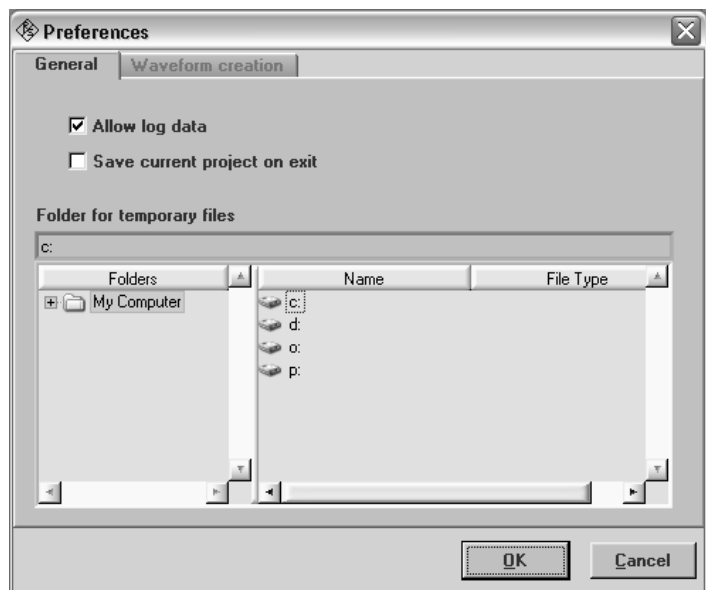 Preferences
General Waveform creation
Allow log data
Save current project on exit
Folder for temporary files
c:
Folders Name File Type
My Computer c:
d:
o:
p:
OK Cancel